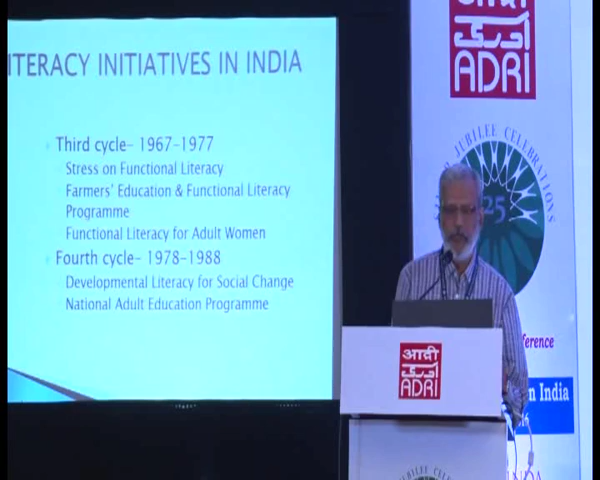 ITERACY INITIATIVES IN INDIA
Third cycle– 1967–1977
Stress on Functional Literacy
Farmers' Education & Functional Literacy
Programme
Functional Literacy for Adult Women
Fourth cycle– 1978–1988
Developmental Literacy for Social Change
National Adult Education Programme
ADRI
JUBILEE CELEBRATIONS
25
ference
n India
आदी
ADRI
JUBILEE